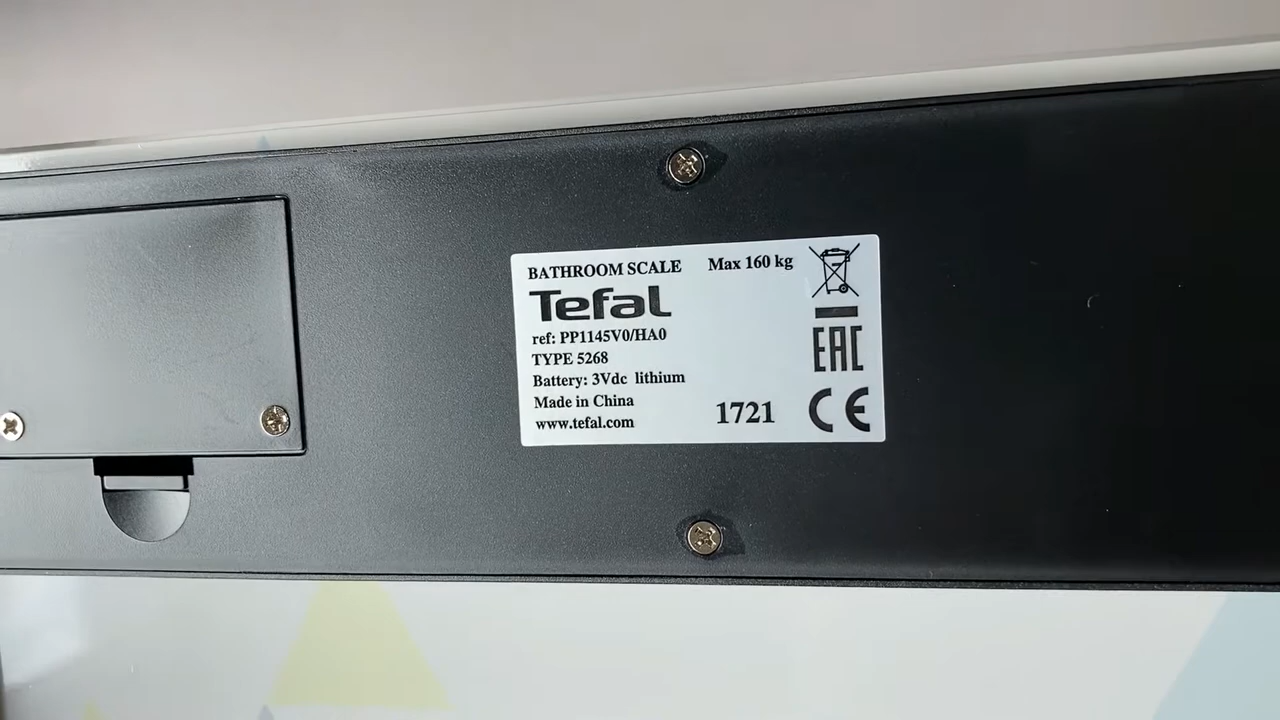 BATHROOM SCALE Max 160 kg
Tefal
ref: PP1145V0/HA0
TYPE 5268
Battery: 3Vdc lithium
Made in China
www.tefal.com 1721
EAC
CE